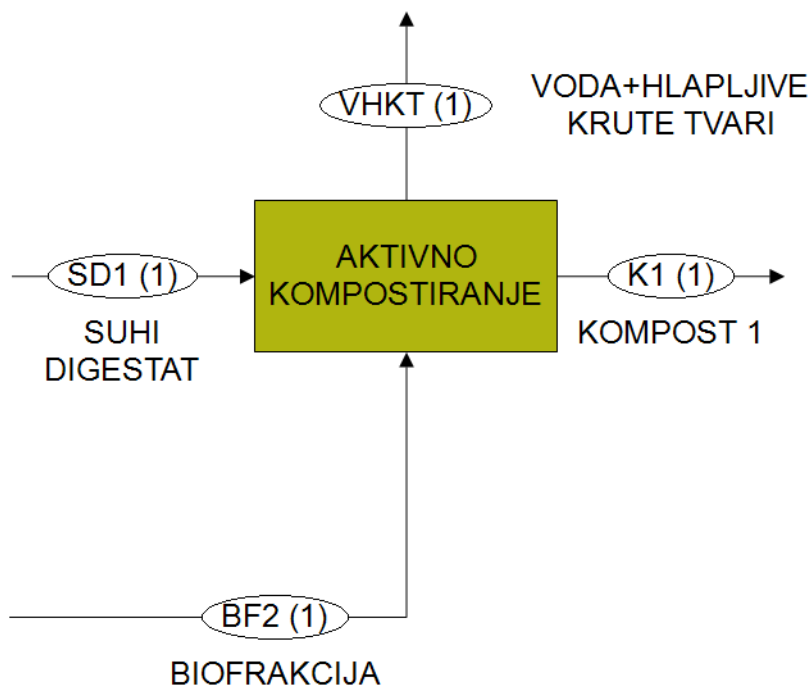 VHKT (1)
VODA+HLAPLJIVE
KRUTE TVARI
SD1 (1)
AKTIVNO
KOMPOSTIRANJE
K1 (1)
SUHI
DIGESTAT
KOMPOST 1
BF2 (1)
BIOFRAKCIJA